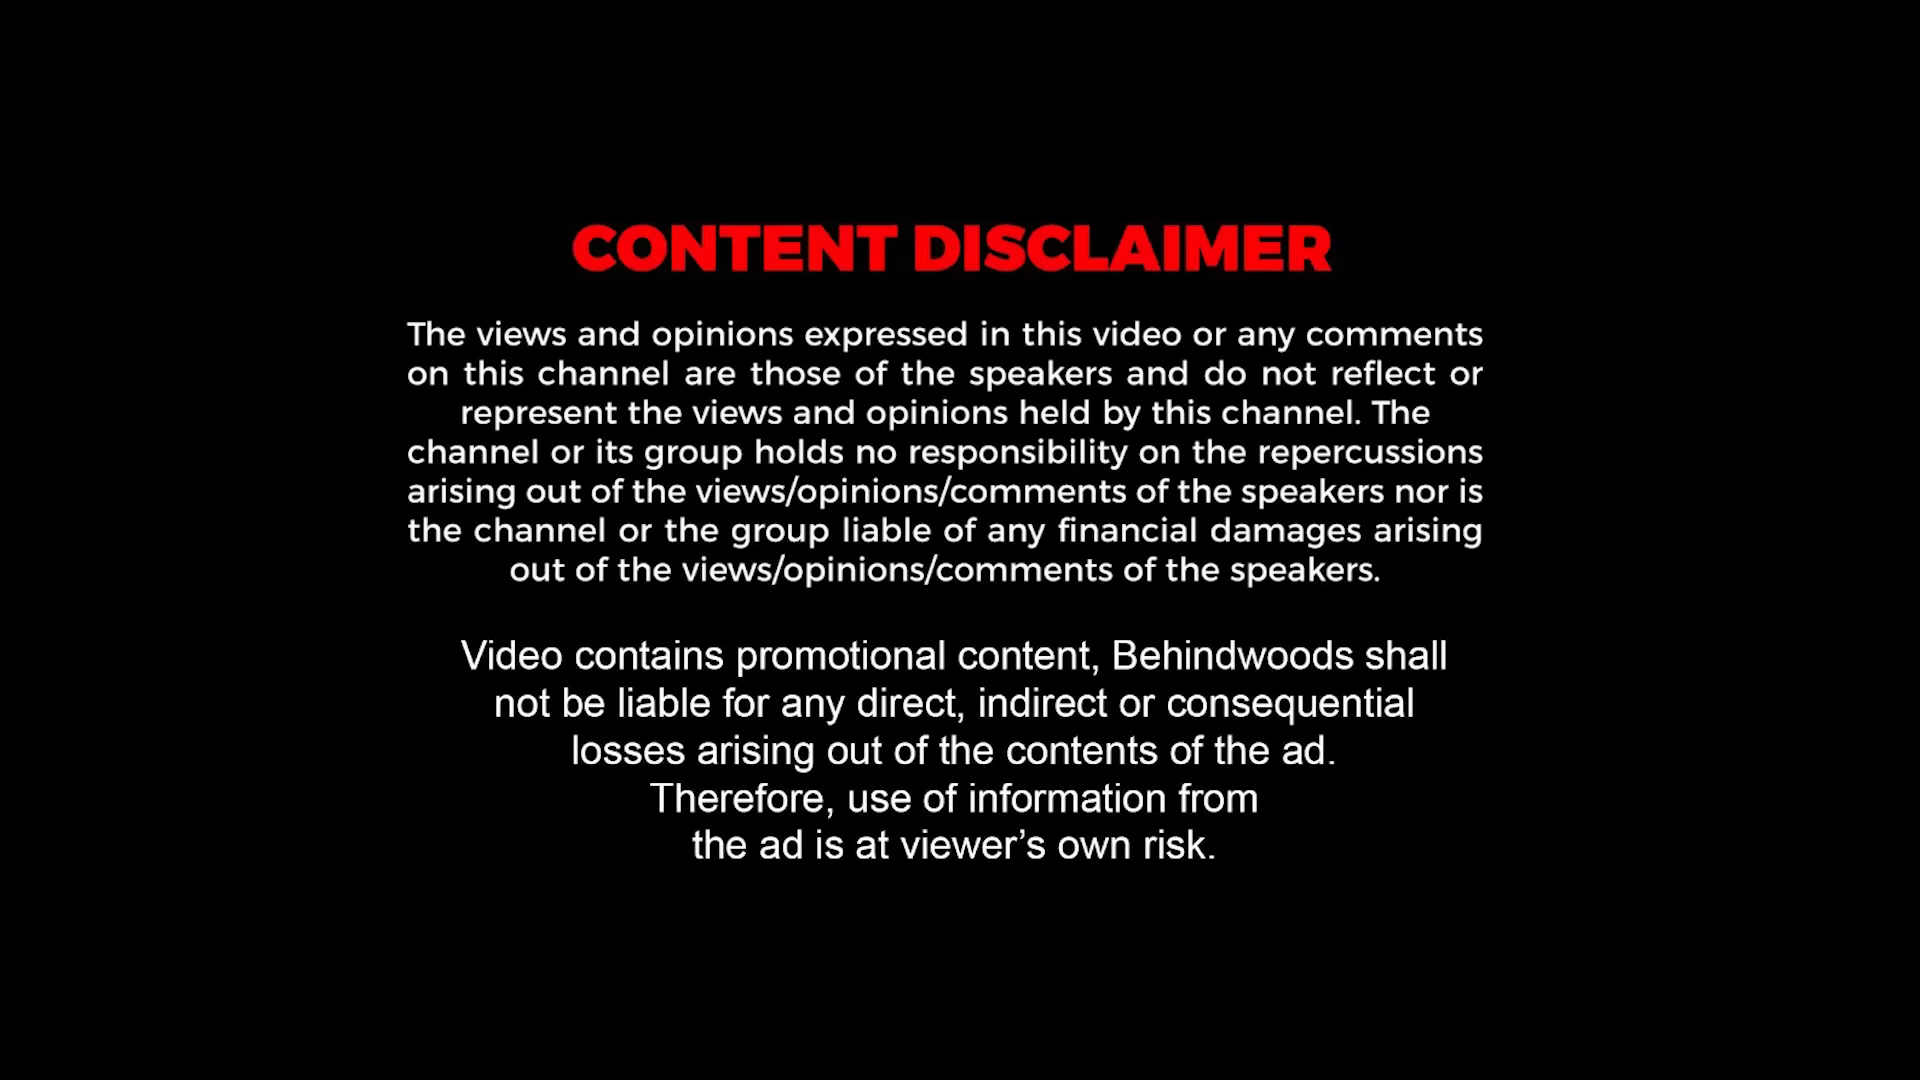 CONTENT DISCLAIMER
The views and opinions expressed in this video or any comments
on this channel are those of the speakers and do not reflect or
represent the views and opinions held by this channel. The
channel or its group holds no responsibility on the repercussions
arising out of the views/opinions/comments of the speakers nor is
the channel or the group liable of any financial damages arising
out of the views/opinions/comments of the speakers.
Video contains promotional content, Behindwoods shall
not be liable for any direct, indirect or consequential
losses arising out of the contents of the ad.
Therefore, use of information from
the ad is at viewer’s own risk.